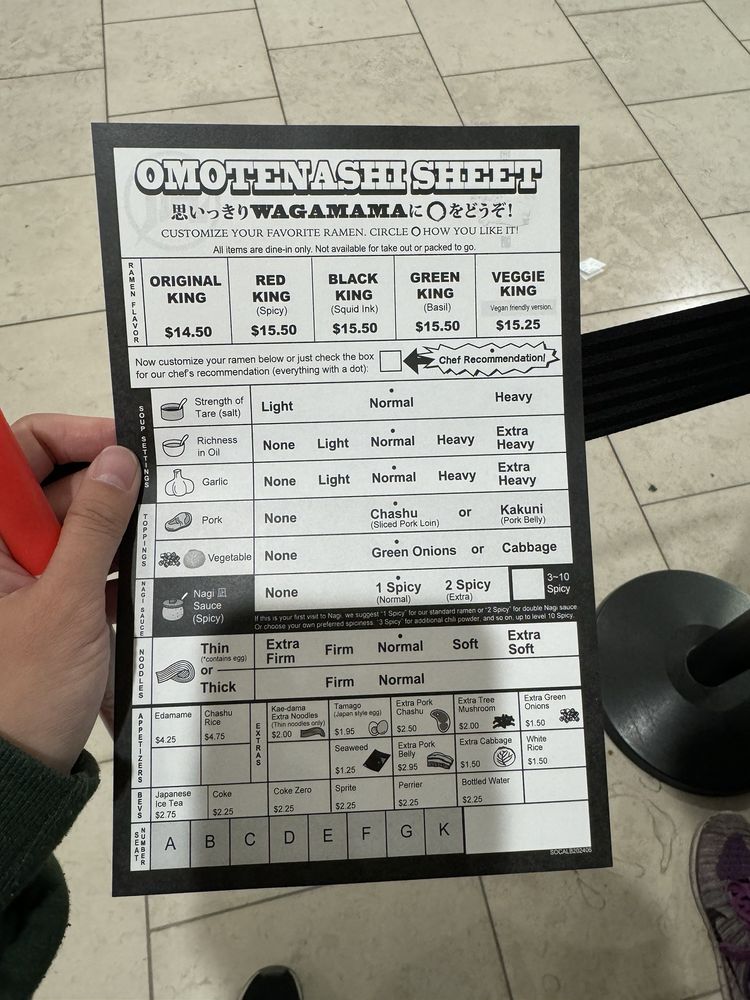 OMOTENASHI SHEET
思いっきりWAGAMAMAに〇をどうぞ!
CUSTOMIZE YOUR FAVORITE RAMEN. CIRCLE O HOW YOU LIKE IT!
All items are dine-in only. Not available for take out or packed to go.
RAMEN FLAVOR
ORIGINAL KING
$14.50
RED KING
(Spicy)
$15.50
BLACK KING
(Squid Ink)
$15.50
GREEN KING
(Basil)
$15.50
VEGGIE KING
Vegan friendly version.
$15.25
Now customize your ramen below or just check the box
for our chef's recommendation (everything with a dot):
Chef Recommendation!
SOUP SETTINGS
Strength of Tare (salt)
Light Normal Heavy
Richness in Oil
None Light Normal Heavy Extra Heavy
Garlic
None Light Normal Heavy Extra Heavy
TOPPINGS
Pork
None Chashu or Kakuni
(Sliced Pork Loin) (Pork Belly)
Vegetable
None Green Onions or Cabbage
NAGI SAUCE
Nagi 凪 Sauce (Spicy)
None 1 Spicy 2 Spicy 3~10 Spicy
(Normal) (Extra)
If this is your first visit to Nagi, we suggest "1 Spicy" for our standard ramen or "2 Spicy" for double Nagi sauce.
Or choose your own preferred spiciness. "3 Spicy" for additional chili powder, and so on, up to level 10 Spicy.
NOODLES
Thin
(*contains egg)
or
Thick
Extra Firm Firm Normal Soft Extra Soft
Firm Normal
APPETIZERS
Edamame
$4.25
Chashu Rice
$4.75
EXTRAS
Kae-dama
Extra Noodles
(Thin noodles only)
$2.00
Tamago
(Japan style egg)
$1.95
Extra Pork Chashu
$2.50
Extra Tree Mushroom
$2.00
Extra Green Onions
$1.50
Seaweed
$1.25
Extra Pork Belly
$2.95
Extra Cabbage
$1.50
White Rice
$1.50
BEVS
Japanese Ice Tea
$2.75
Coke
$2.25
Coke Zero
$2.25
Sprite
$2.25
Perrier
$2.25
Bottled Water
$2.25
SEAT NUMBER
A B C D E F G K
SOCALB202406